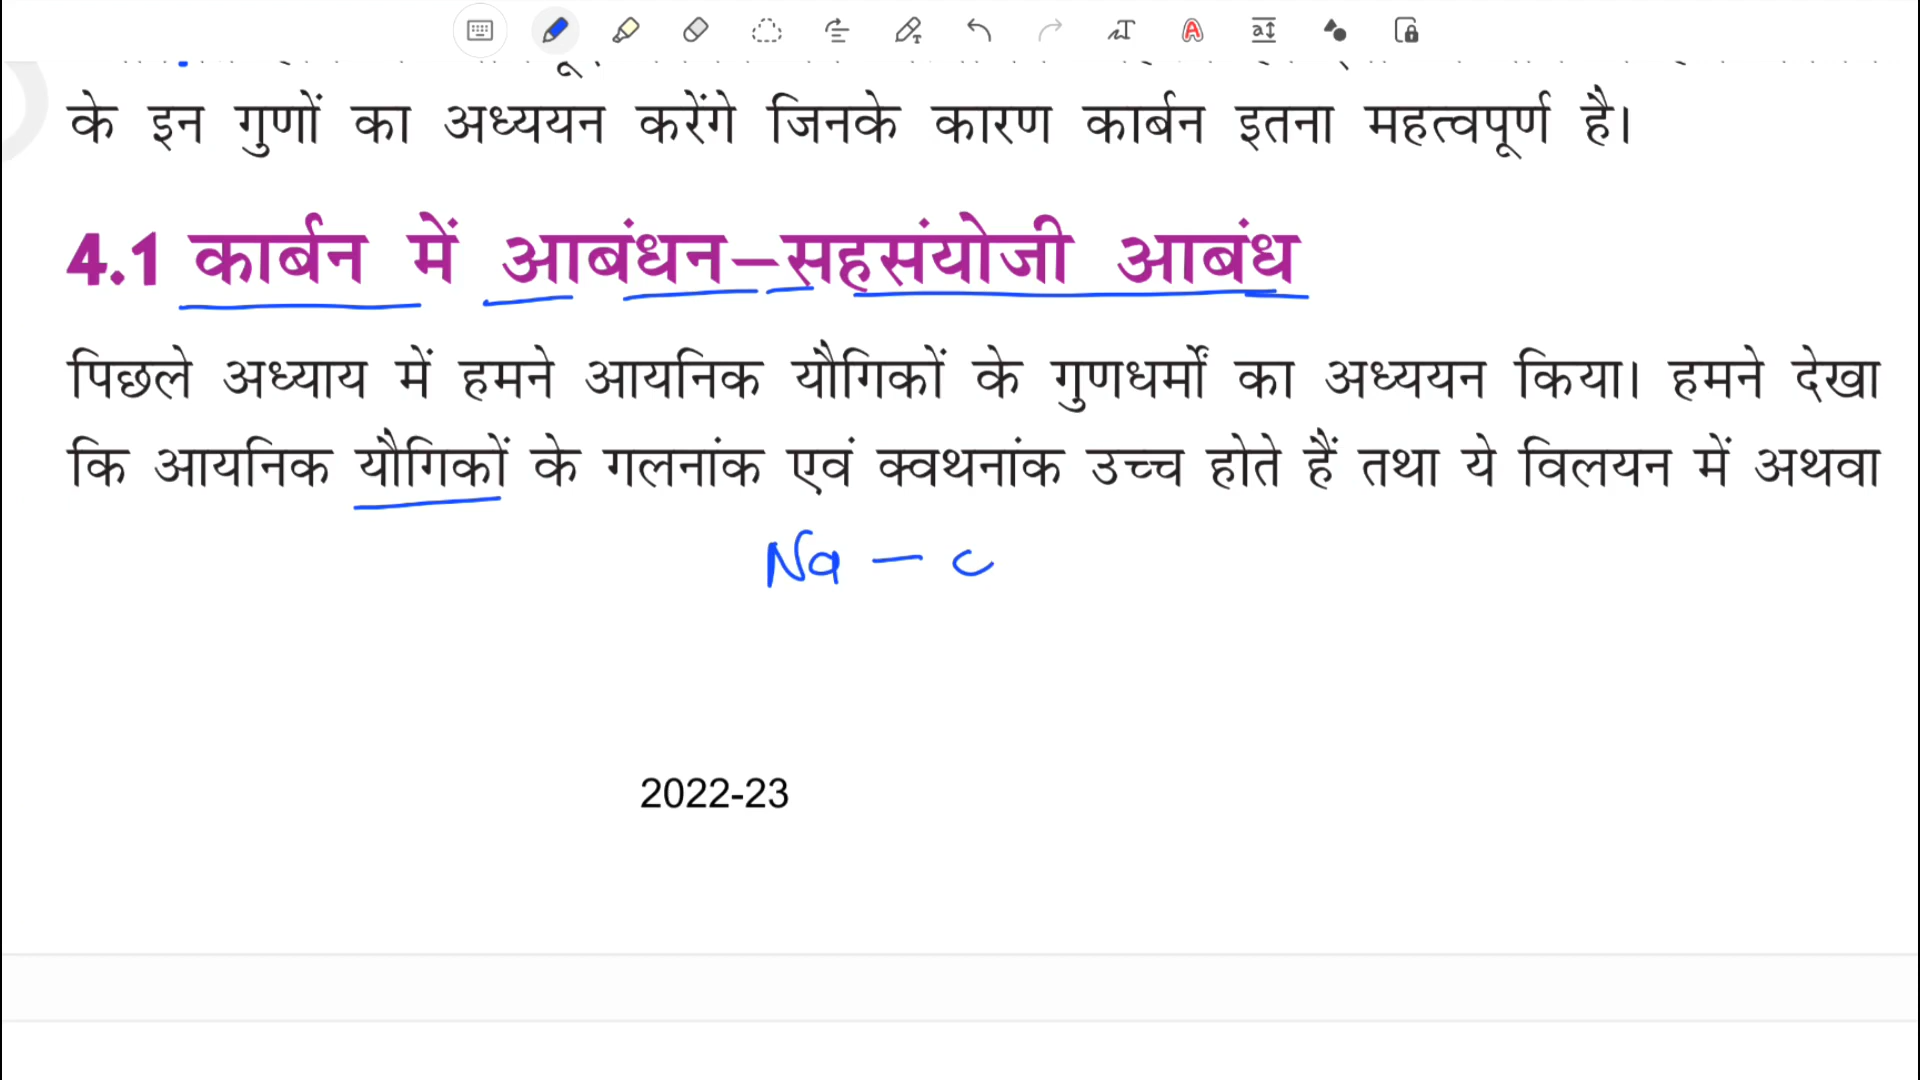 के इन गुणों का अध्ययन करेंगे जिनके कारण कार्बन इतना महत्वपूर्ण है।
4.1 कार्बन में आबंधन–सहसंयोजी आबंध
पिछले अध्याय में हमने आयनिक यौगिकों के गुणधर्मों का अध्ययन किया। हमने देखा
कि आयनिक यौगिकों के गलनांक एवं क्वथनांक उच्च होते हैं तथा ये विलयन में अथवा
Na – c
2022-23